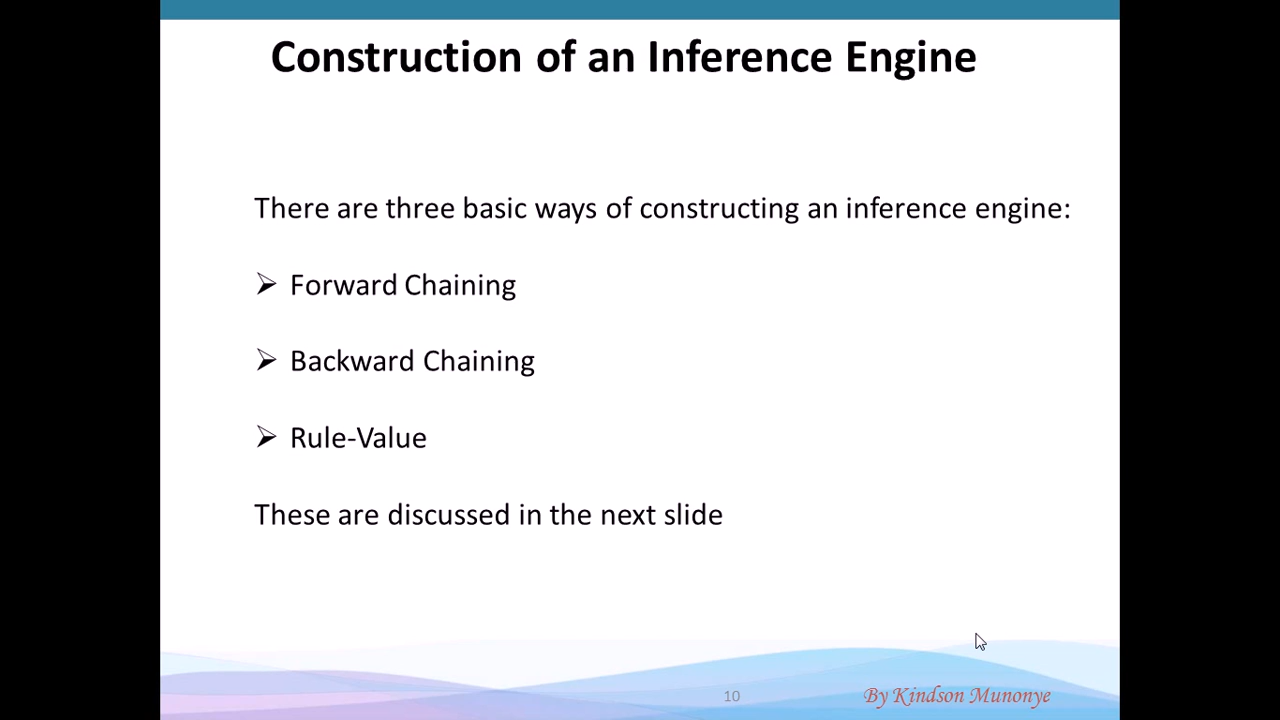 Construction of an Inference Engine
There are three basic ways of constructing an inference engine:
➢ Forward Chaining
➢ Backward Chaining
➢ Rule-Value
These are discussed in the next slide
10
By Kindson Munonye